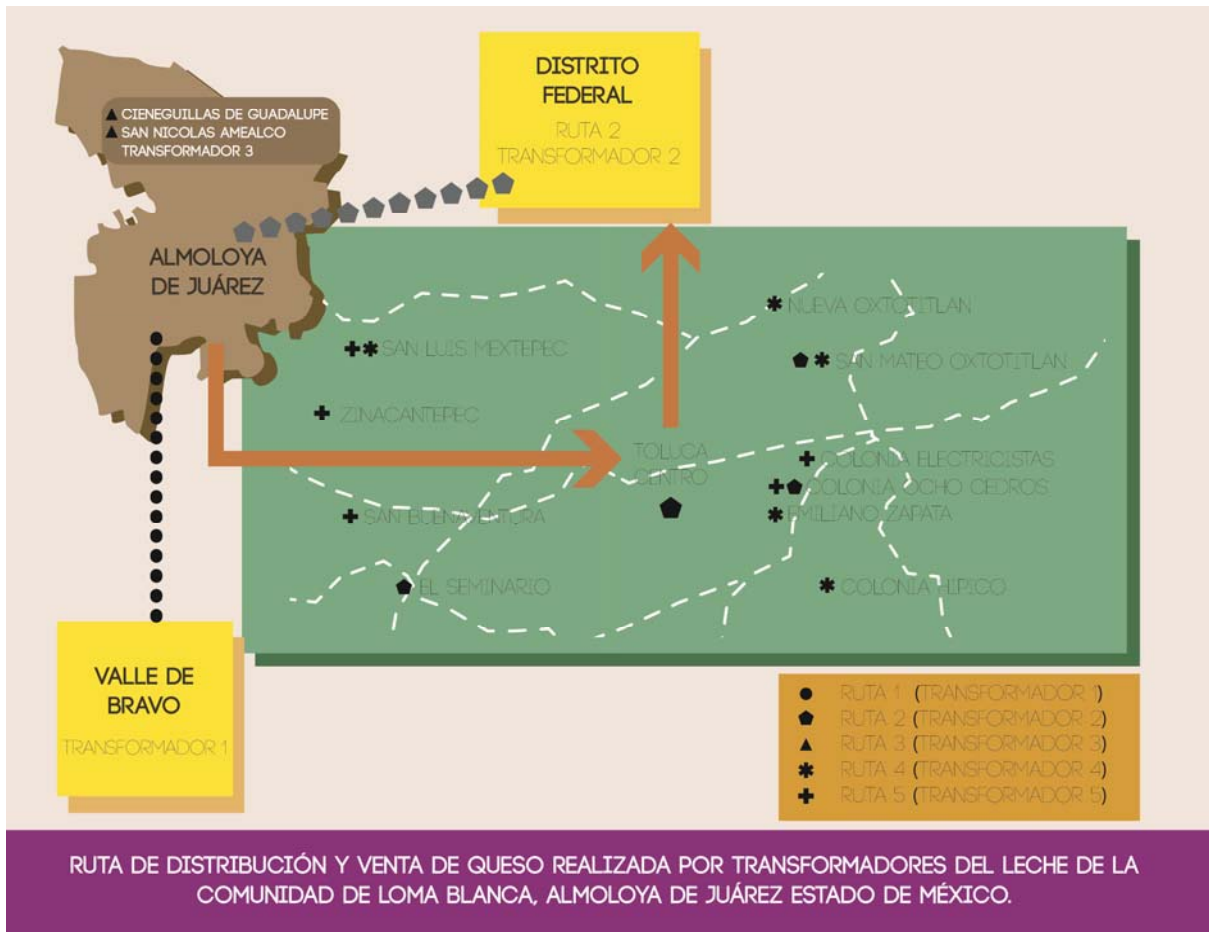 DISTRITO
FEDERAL
RUTA 2
TRANSFORMADOR 2
▲ CIENEGUILLAS DE GUADALUPE
▲ SAN NICOLAS AMEALCO
TRANSFORMADOR 3
ALMOLOYA
DE JUÁREZ
NUEVA OXTOTITLAN
SAN LUIS MEXTEPEC
SAN MATEO OXTOTITLAN
ZINACANTEPEC
TOLUCA
CENTRO
COLONIA ELECTRICISTAS
COLONIA OCHO CEDROS
EMILIANO ZAPATA
SAN BUENAVENTURA
EL SEMINARIO
COLONIA HIPICO
VALLE DE
BRAVO
TRANSFORMADOR 1
RUTA 1 (TRANSFORMADOR 1)
RUTA 2 (TRANSFORMADOR 2)
RUTA 3 (TRANSFORMADOR 3)
RUTA 4 (TRANSFORMADOR 4)
RUTA 5 (TRANSFORMADOR 5)
RUTA DE DISTRIBUCIÓN Y VENTA DE QUESO REALIZADA POR TRANSFORMADORES DEL LECHE DE LA
COMUNIDAD DE LOMA BLANCA, ALMOLOYA DE JUÁREZ ESTADO DE MÉXICO.